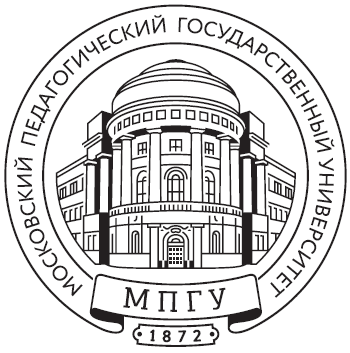 МОСКОВСКИЙ ПЕДАГОГИЧЕСКИЙ ГОСУДАРСТВЕННЫЙ УНИВЕРСИТЕТ
МПГУ
·1872·